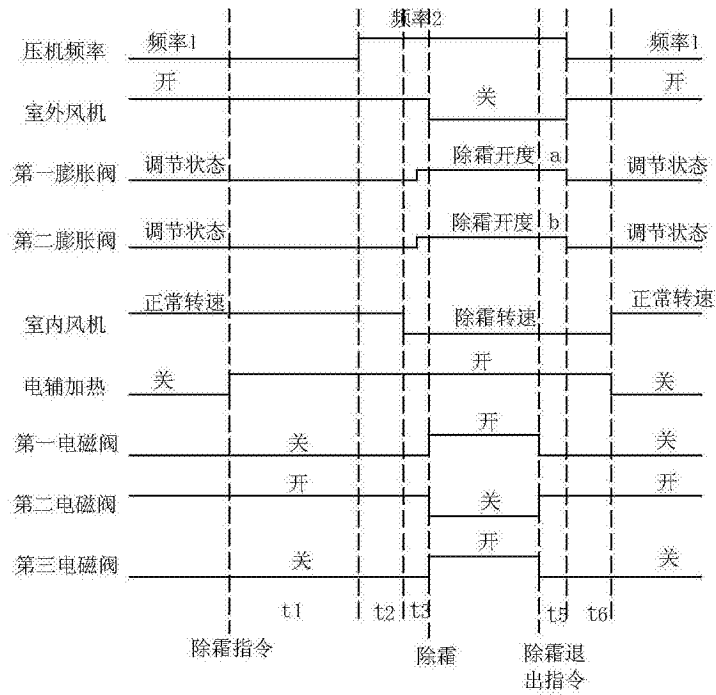 频率2
压机频率
频率1
频率1
开
开
室外风机
关
第一膨胀阀
调节状态
除霜开度 a
调节状态
第二膨胀阀
调节状态
除霜开度 b
调节状态
正常转速
正常转速
室内风机
除霜转速
开
电辅加热
关
关
开
第一电磁阀
关
关
开
开
第二电磁阀
关
开
第三电磁阀
关
关
t1
t2
t3
t5
t6
除霜指令
除霜
除霜退
出指令